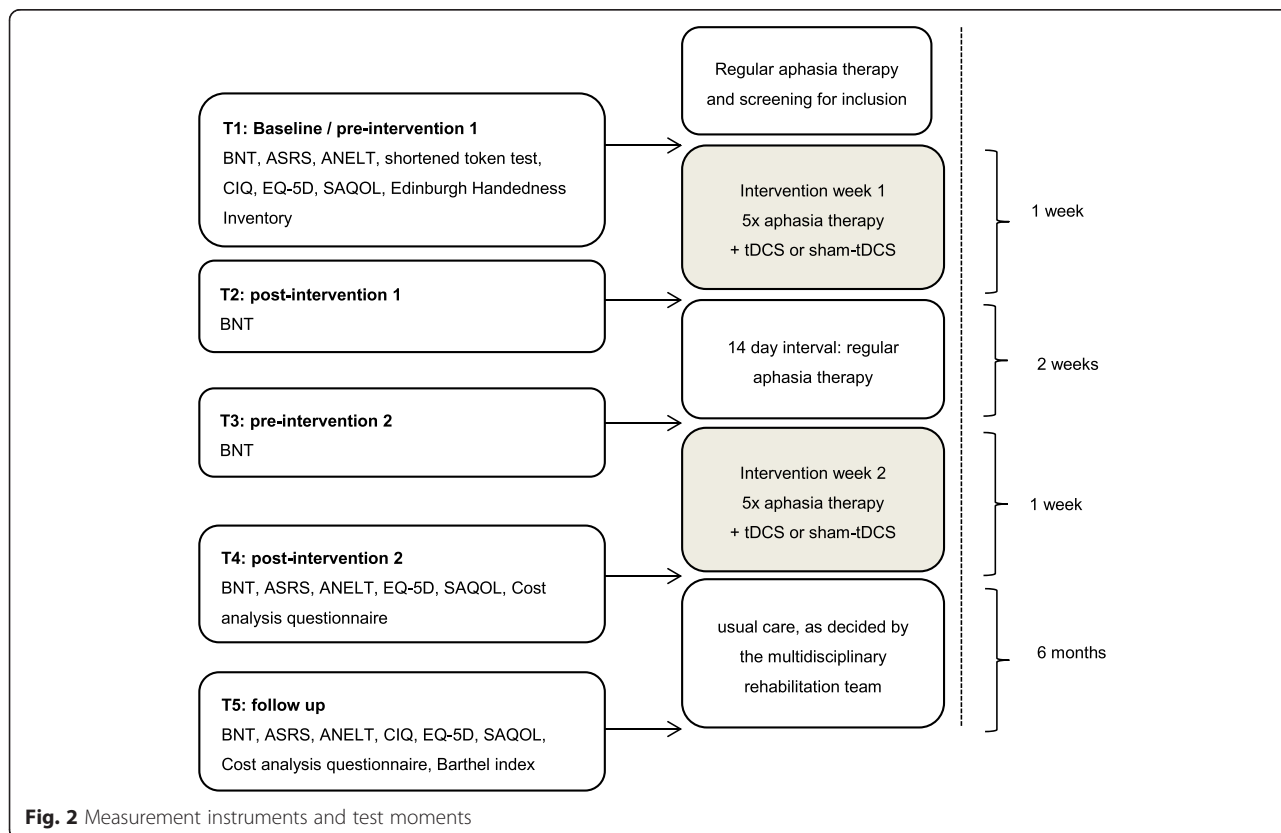 Regular aphasia therapy
and screening for inclusion
T1: Baseline / pre-intervention 1
BNT, ASRS, ANELT, shortened token test,
CIQ, EQ-5D, SAQOL, Edinburgh Handedness
Inventory
Intervention week 1
5x aphasia therapy
+ tDCS or sham-tDCS
1 week
T2: post-intervention 1
BNT
14 day interval: regular
aphasia therapy
2 weeks
T3: pre-intervention 2
BNT
Intervention week 2
5x aphasia therapy
+ tDCS or sham-tDCS
1 week
T4: post-intervention 2
BNT, ASRS, ANELT, EQ-5D, SAQOL, Cost
analysis questionnaire
usual care, as decided by
the multidisciplinary
rehabilitation team
6 months
T5: follow up
BNT, ASRS, ANELT, CIQ, EQ-5D, SAQOL,
Cost analysis questionnaire, Barthel index
Fig. 2 Measurement instruments and test moments